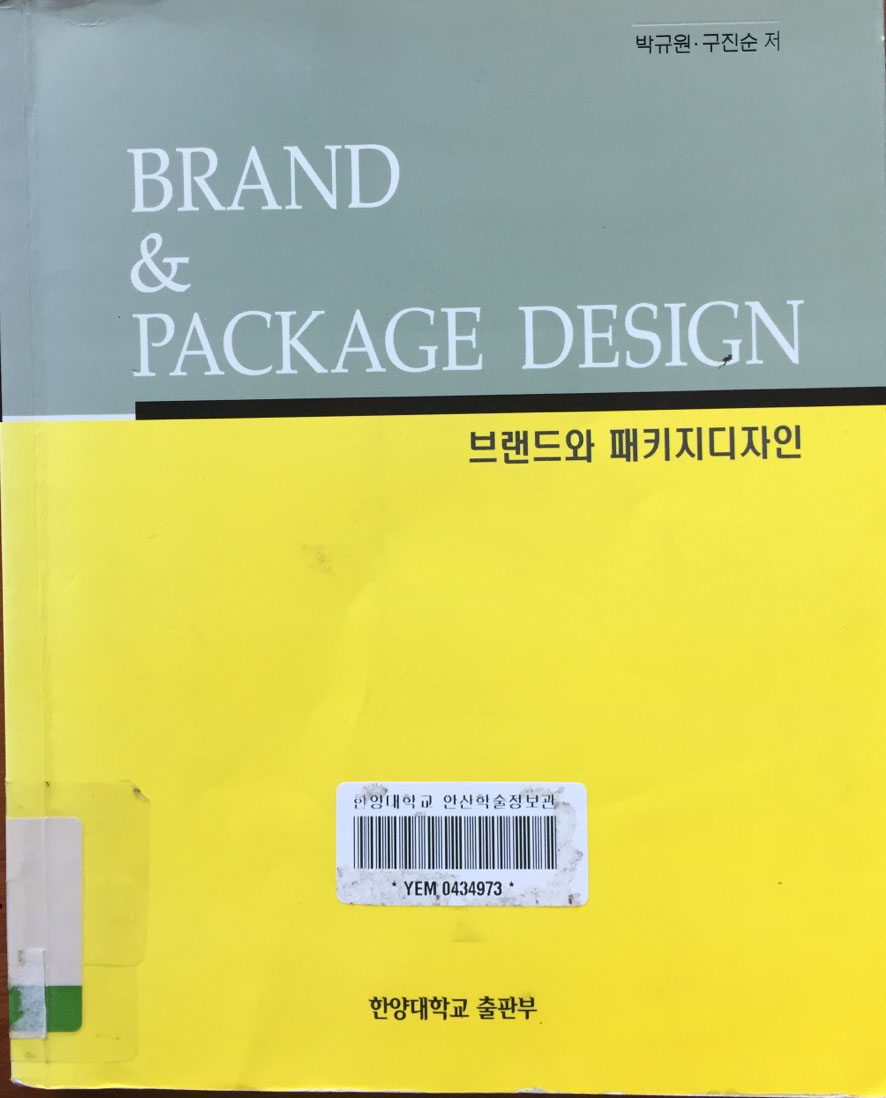 박규원·구진순 저
BRAND
&
PACKAGE DESIGN
브랜드와 패키지디자인
한양대학교 안산학술정보관
* YEM 0434973 *
한양대학교 출판부